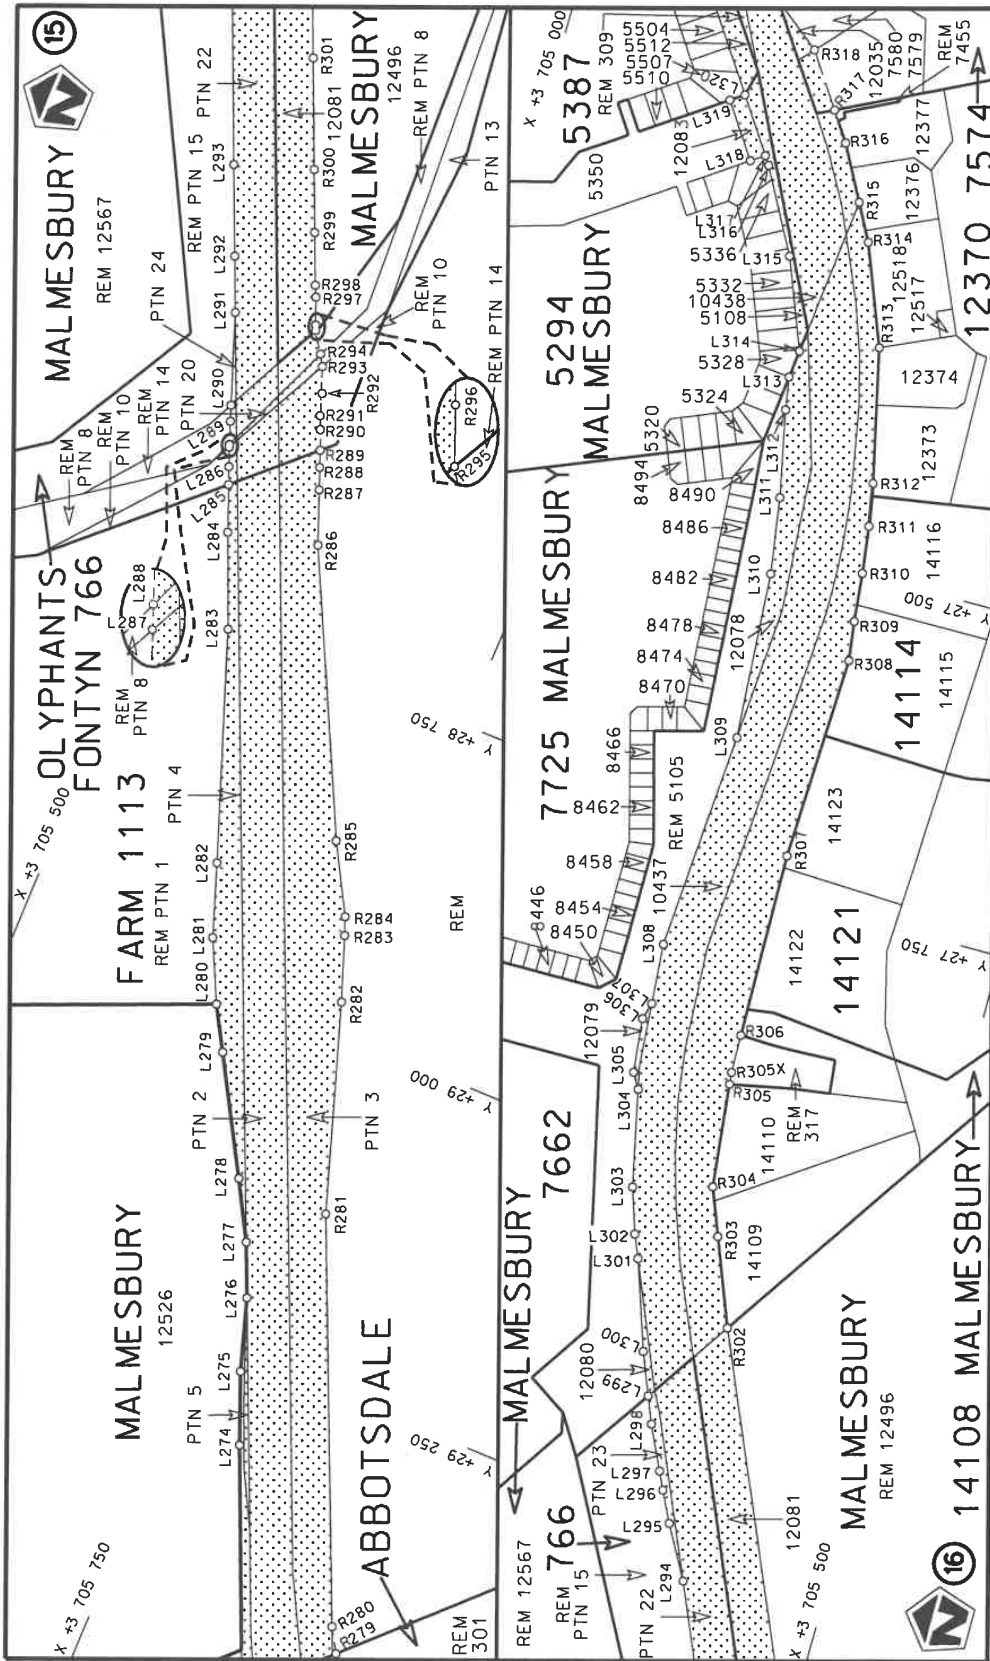 15
N
MALMESBURY
REM 12567
OLYPHANTS
FONTYN 766
X +3 705 500
FARM 1113
REM PTN 1
PTN 4
MALMESBURY
12526
PTN 5
PTN 2
PTN 3
X +3 705 750
ABBOTSDALE
REM
301
REM
Y +29 250
Y +29 000
Y +28 750
REM
PTN 8
REM
PTN 10
REM
PTN 14
PTN 20
PTN 24
REM PTN 15
PTN 22
REM
PTN 8
L287
L288
L274
L275
L276
L277
L278
L279
L280
L281
L282
L283
L284
L285
L286
L289
L290
L291
L292
L293
R279
R280
R281
R282
R283
R284
R285
R286
R287
R288
R289
R290
R291
R292
R293
R294
R295
R296
R297
R298
R299
R300
R301
12081
MALMESBURY
12496
REM PTN 8
PTN 13
REM
PTN 10
REM PTN 14
16
N
MALMESBURY
7662
REM 12567
REM 766
PTN 15
PTN 22
PTN 23
12080
12079
12078
12081
12083
10437
10438
7725 MALMESBURY
5294
MALMESBURY
5387
REM 309
X +3 705 000
X +3 705 500
5350
5504
5512
5507
5510
5336
5332
5108
5328
5324
5320
8494
8490
8486
8482
8478
8474
8470
8466
8462
8458
8454
8450
8446
REM 5105
L294
L295
L296
L297
L298
L299
L300
L301
L302
L303
L304
L305
L306
L307
L308
L309
L310
L311
L312
L313
L314
L315
L316
L317
L318
L319
L320
R302
R303
R304
R305
R305X
R306
R307
R308
R309
R310
R311
R312
R313
R314
R315
R316
R317
R318
12035
7580
7579
REM
7455
12377
12376
12518
12517
12374
12373
12370 7574
14116
14115
14114
14123
14122
14121
14110
REM
317
14109
Y +27 500
Y +27 750
MALMESBURY
REM 12496
14108 MALMESBURY